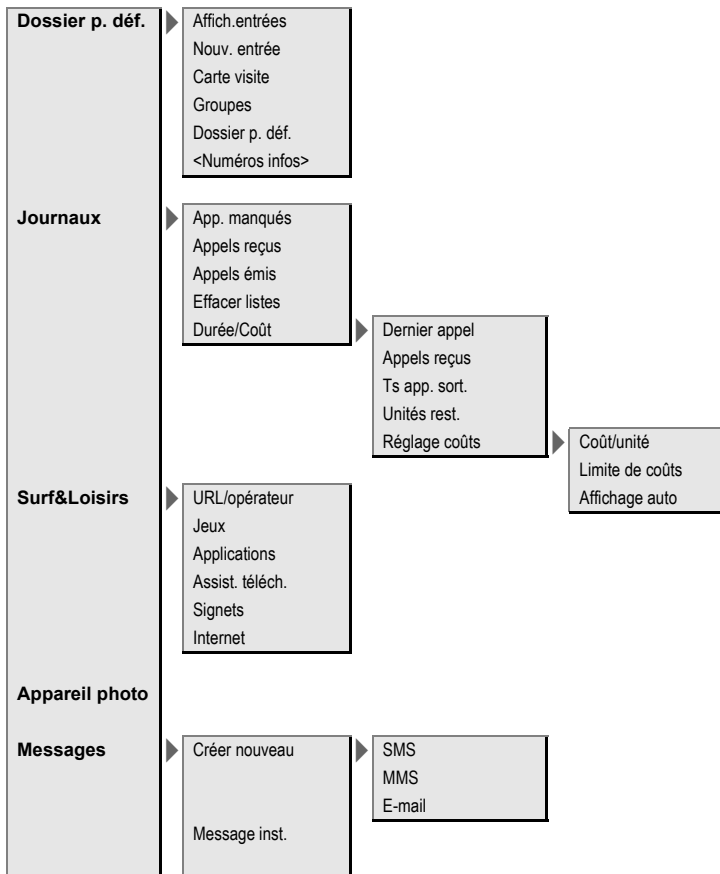 Dossier p. déf.
Affich.entrées
Nouv. entrée
Carte visite
Groupes
Dossier p. déf.
<Numéros infos>
Journaux
App. manqués
Appels reçus
Appels émis
Effacer listes
Durée/Coût
Dernier appel
Appels reçus
Ts app. sort.
Unités rest.
Réglage coûts
Coût/unité
Limite de coûts
Affichage auto
Surf&Loisirs
URL/opérateur
Jeux
Applications
Assist. téléch.
Signets
Internet
Appareil photo
Messages
Créer nouveau
SMS
MMS
E-mail
Message inst.